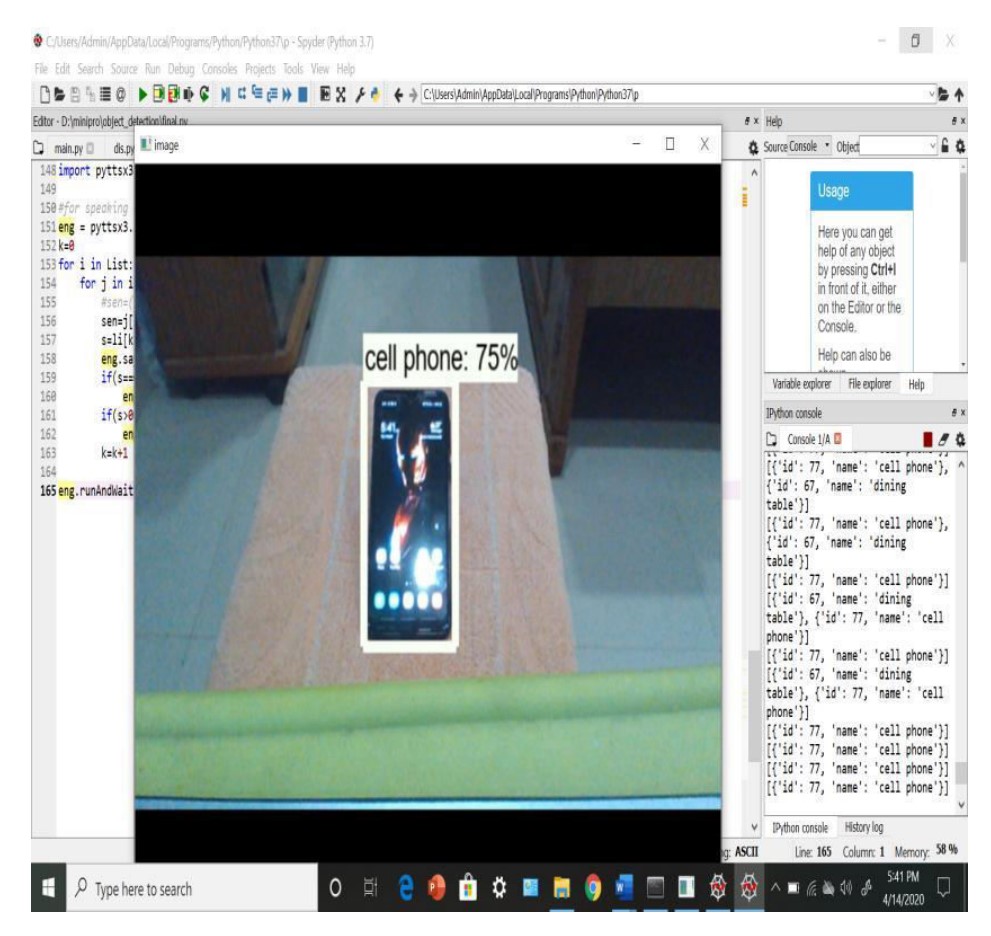 C:/Users/Admin/AppData/Local/Programs/Python/Python37\p - Spyder (Python 3.7)
File Edit Search Source Run Debug Consoles Projects Tools View Help
C:\Users\Admin\AppData\Local\Programs\Python\Python37\p
Editor - D:\minipro\object_detection\final.py
main.py
dis.py
148 import pyttsx3
149
150 #for speaking
151 eng = pyttsx3.
152 k=0
153 for i in List:
154 for j in i
155 #sen=(
156 sen=j[
157 s=li[k
158 eng.sa
159 if(s==
160 en
161 if(s>0
162 en
163 k=k+1
164
165 eng.runAndWait
image
cell phone: 75%
8:41
Help
Source Console Object
Usage
Here you can get
help of any object
by pressing Ctrl+I
in front of it, either
on the Editor or the
Console.
Help can also be
Variable explorer File explorer Help
IPython console
Console 1/A
[{'id': 77, 'name': 'cell phone'},
{'id': 67, 'name': 'dining
table'}]
[{'id': 77, 'name': 'cell phone'},
{'id': 67, 'name': 'dining
table'}]
[{'id': 77, 'name': 'cell phone'}]
[{'id': 67, 'name': 'dining
table'}, {'id': 77, 'name': 'cell
phone'}]
[{'id': 77, 'name': 'cell phone'}]
[{'id': 67, 'name': 'dining
table'}, {'id': 77, 'name': 'cell
phone'}]
[{'id': 77, 'name': 'cell phone'}]
[{'id': 77, 'name': 'cell phone'}]
[{'id': 77, 'name': 'cell phone'}]
[{'id': 77, 'name': 'cell phone'}]
IPython console History log
ng: ASCII Line: 165 Column: 1 Memory: 58 %
Type here to search
5:41 PM
4/14/2020